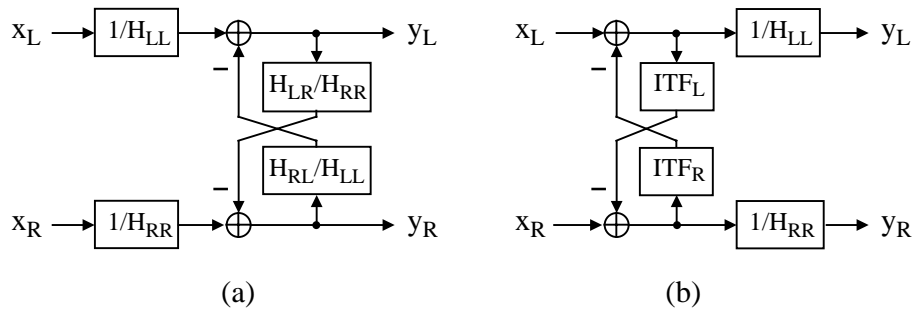 x_L 1/H_LL y_L x_L 1/H_LL y_L
– H_LR/H_RR – ITF_L
– H_RL/H_LL – ITF_R
x_R 1/H_RR y_R x_R 1/H_RR y_R
(a) (b)